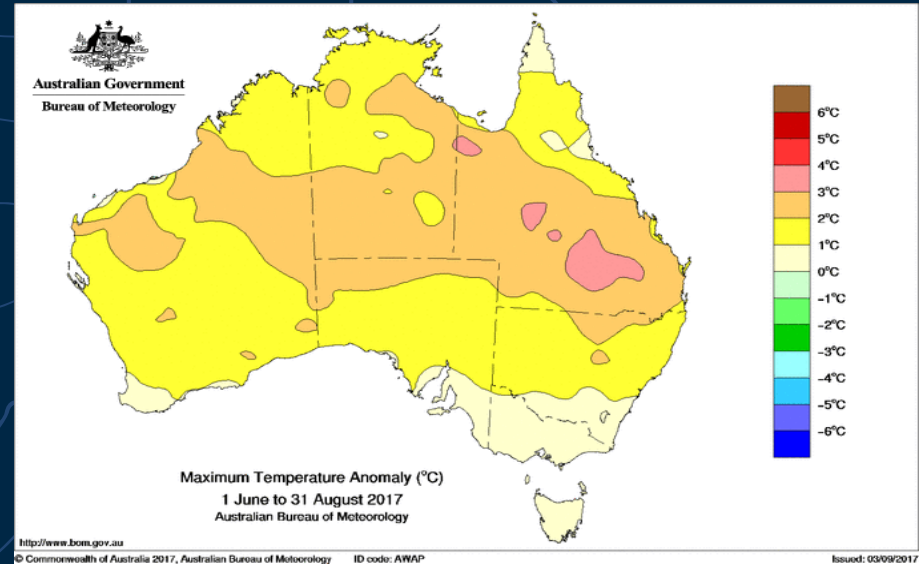 Australian Government
Bureau of Meteorology
6°C
5°C
4°C
3°C
2°C
1°C
0°C
-1°C
-2°C
-3°C
-4°C
-5°C
-6°C
Maximum Temperature Anomaly (°C)
1 June to 31 August 2017
Australian Bureau of Meteorology
http://www.bom.gov.au
© Commonwealth of Australia 2017, Australian Bureau of Meteorology ID code: AWAP Issued: 03/09/2017